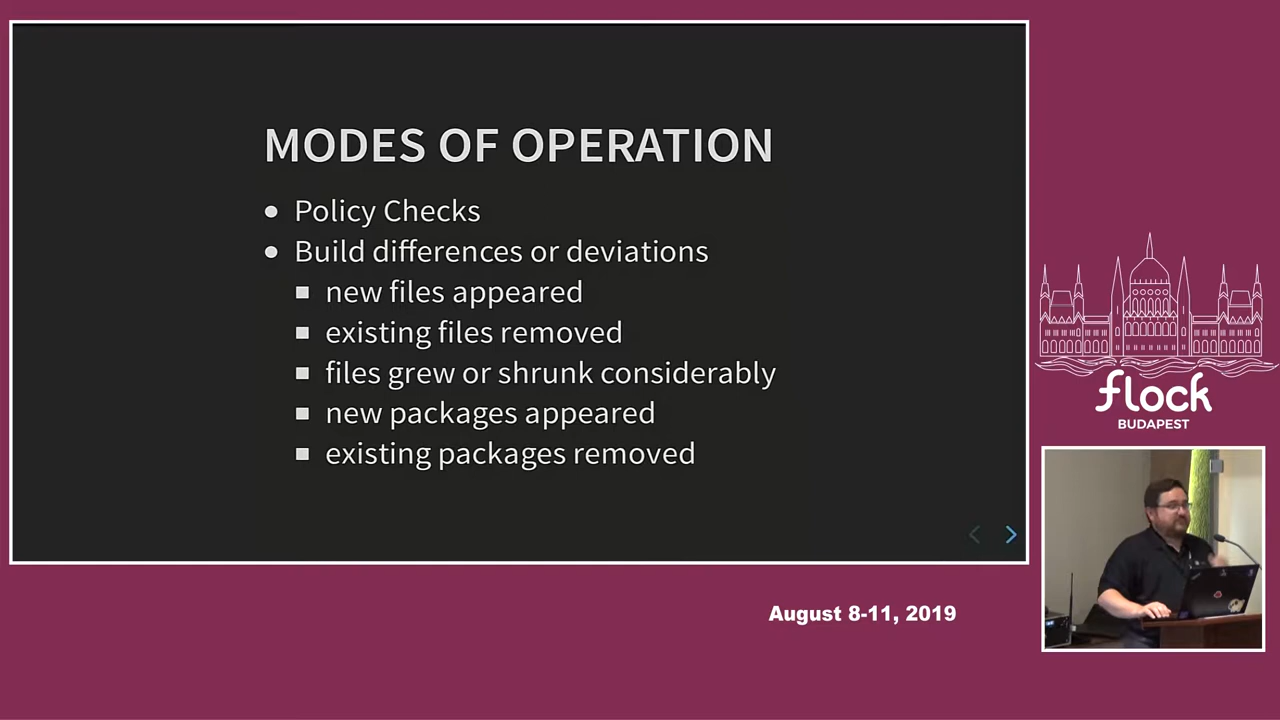 MODES OF OPERATION
Policy Checks
Build differences or deviations
new files appeared
existing files removed
files grew or shrunk considerably
new packages appeared
existing packages removed
flock
BUDAPEST
August 8-11, 2019